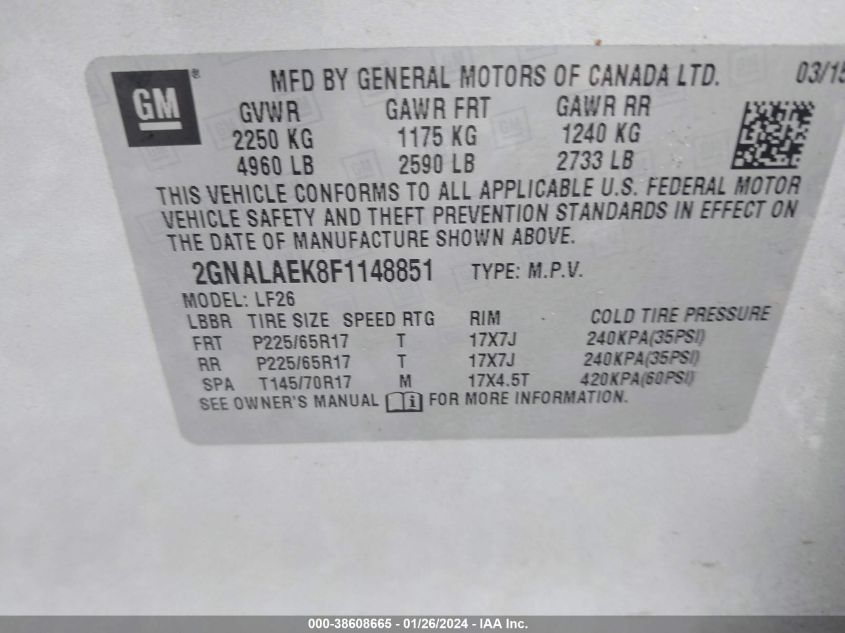 GM ® MFD BY GENERAL MOTORS OF CANADA LTD. 03/15
GVWR GAWR FRT GAWR RR
2250 KG 1175 KG 1240 KG
4960 LB 2590 LB 2733 LB
THIS VEHICLE CONFORMS TO ALL APPLICABLE U.S. FEDERAL MOTOR
VEHICLE SAFETY AND THEFT PREVENTION STANDARDS IN EFFECT ON
THE DATE OF MANUFACTURE SHOWN ABOVE.
2GNALAEK8F1148851 TYPE: M.P.V.
MODEL: LF26
LBBR TIRE SIZE SPEED RTG RIM COLD TIRE PRESSURE
FRT P225/65R17 T 17X7J 240KPA(35PSI)
RR P225/65R17 T 17X7J 240KPA(35PSI)
SPA T145/70R17 M 17X4.5T 420KPA(60PSI)
SEE OWNER'S MANUAL i FOR MORE INFORMATION.
000-38608665 - 01/26/2024 - IAA Inc.